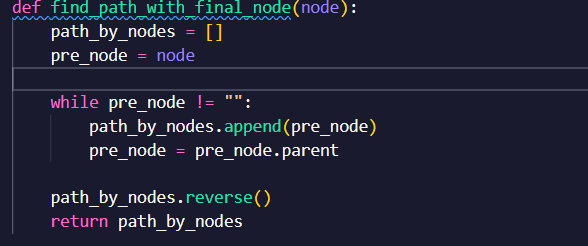 def find_path_with_final_node(node):
    path_by_nodes = []
    pre_node = node

    while pre_node != "":
        path_by_nodes.append(pre_node)
        pre_node = pre_node.parent

    path_by_nodes.reverse()
    return path_by_nodes